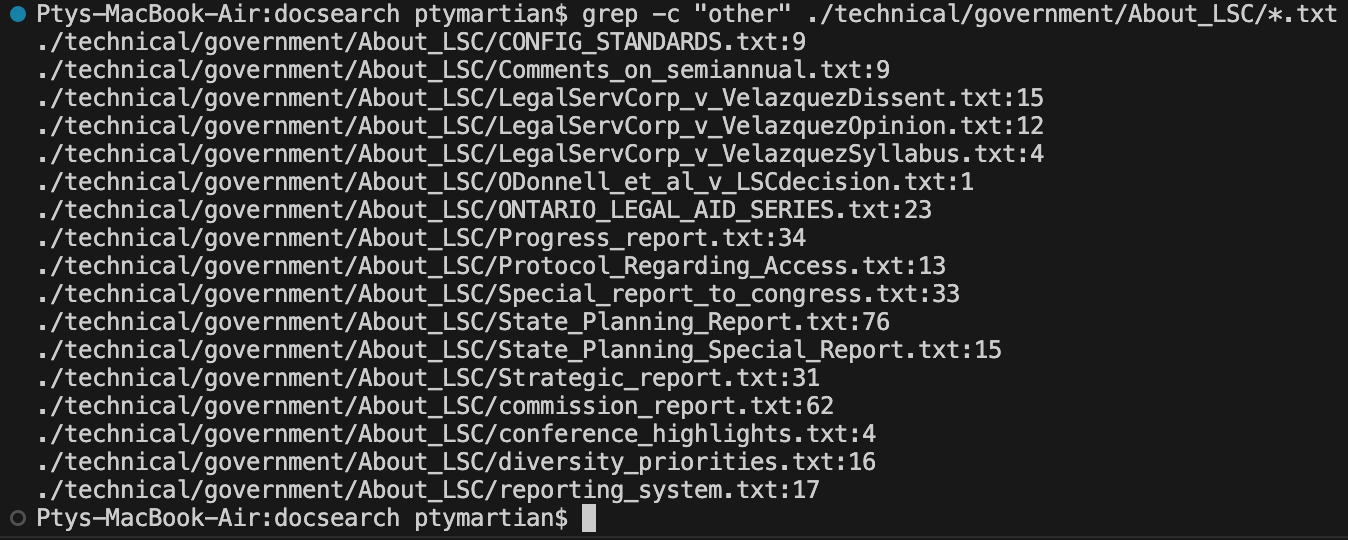 Ptys-MacBook-Air:docsearch ptymartian$ grep -c "other" ./technical/government/About_LSC/*.txt
./technical/government/About_LSC/CONFIG_STANDARDS.txt:9
./technical/government/About_LSC/Comments_on_semiannual.txt:9
./technical/government/About_LSC/LegalServCorp_v_VelazquezDissent.txt:15
./technical/government/About_LSC/LegalServCorp_v_VelazquezOpinion.txt:12
./technical/government/About_LSC/LegalServCorp_v_VelazquezSyllabus.txt:4
./technical/government/About_LSC/ODonnell_et_al_v_LSCdecision.txt:1
./technical/government/About_LSC/ONTARIO_LEGAL_AID_SERIES.txt:23
./technical/government/About_LSC/Progress_report.txt:34
./technical/government/About_LSC/Protocol_Regarding_Access.txt:13
./technical/government/About_LSC/Special_report_to_congress.txt:33
./technical/government/About_LSC/State_Planning_Report.txt:76
./technical/government/About_LSC/State_Planning_Special_Report.txt:15
./technical/government/About_LSC/Strategic_report.txt:31
./technical/government/About_LSC/commission_report.txt:62
./technical/government/About_LSC/conference_highlights.txt:4
./technical/government/About_LSC/diversity_priorities.txt:16
./technical/government/About_LSC/reporting_system.txt:17
Ptys-MacBook-Air:docsearch ptymartian$